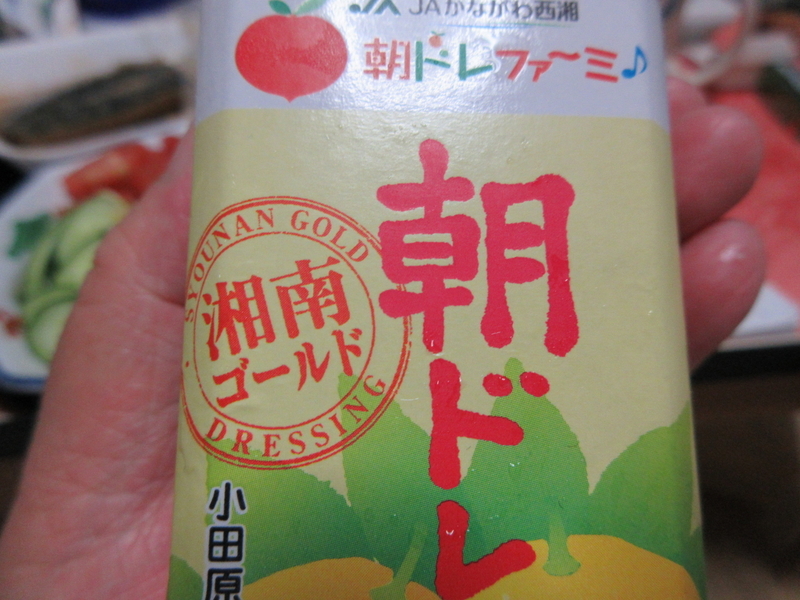 JA JAかながわ西湘
朝ドレファ〜ミ♪
朝ドレ
SYOUNAN GOLD
湘南
ゴールド
DRESSING
小田原